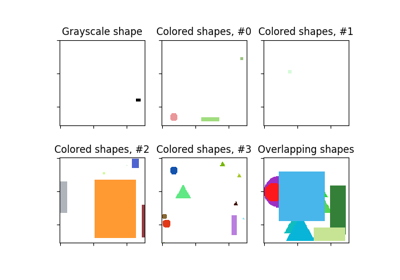 Grayscale shape
Colored shapes, #0
Colored shapes, #1
Colored shapes, #2
Colored shapes, #3
Overlapping shapes